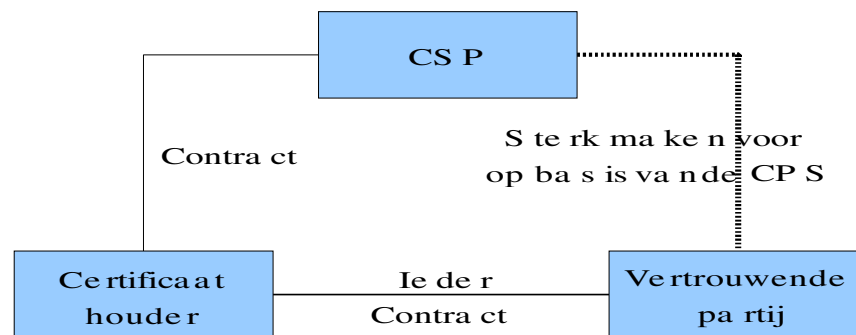 CSP
Contract
Sterk maken voor
op basis van de CPS
Certificaat
houder
Ieder
Contract
Vertrouwende
partij